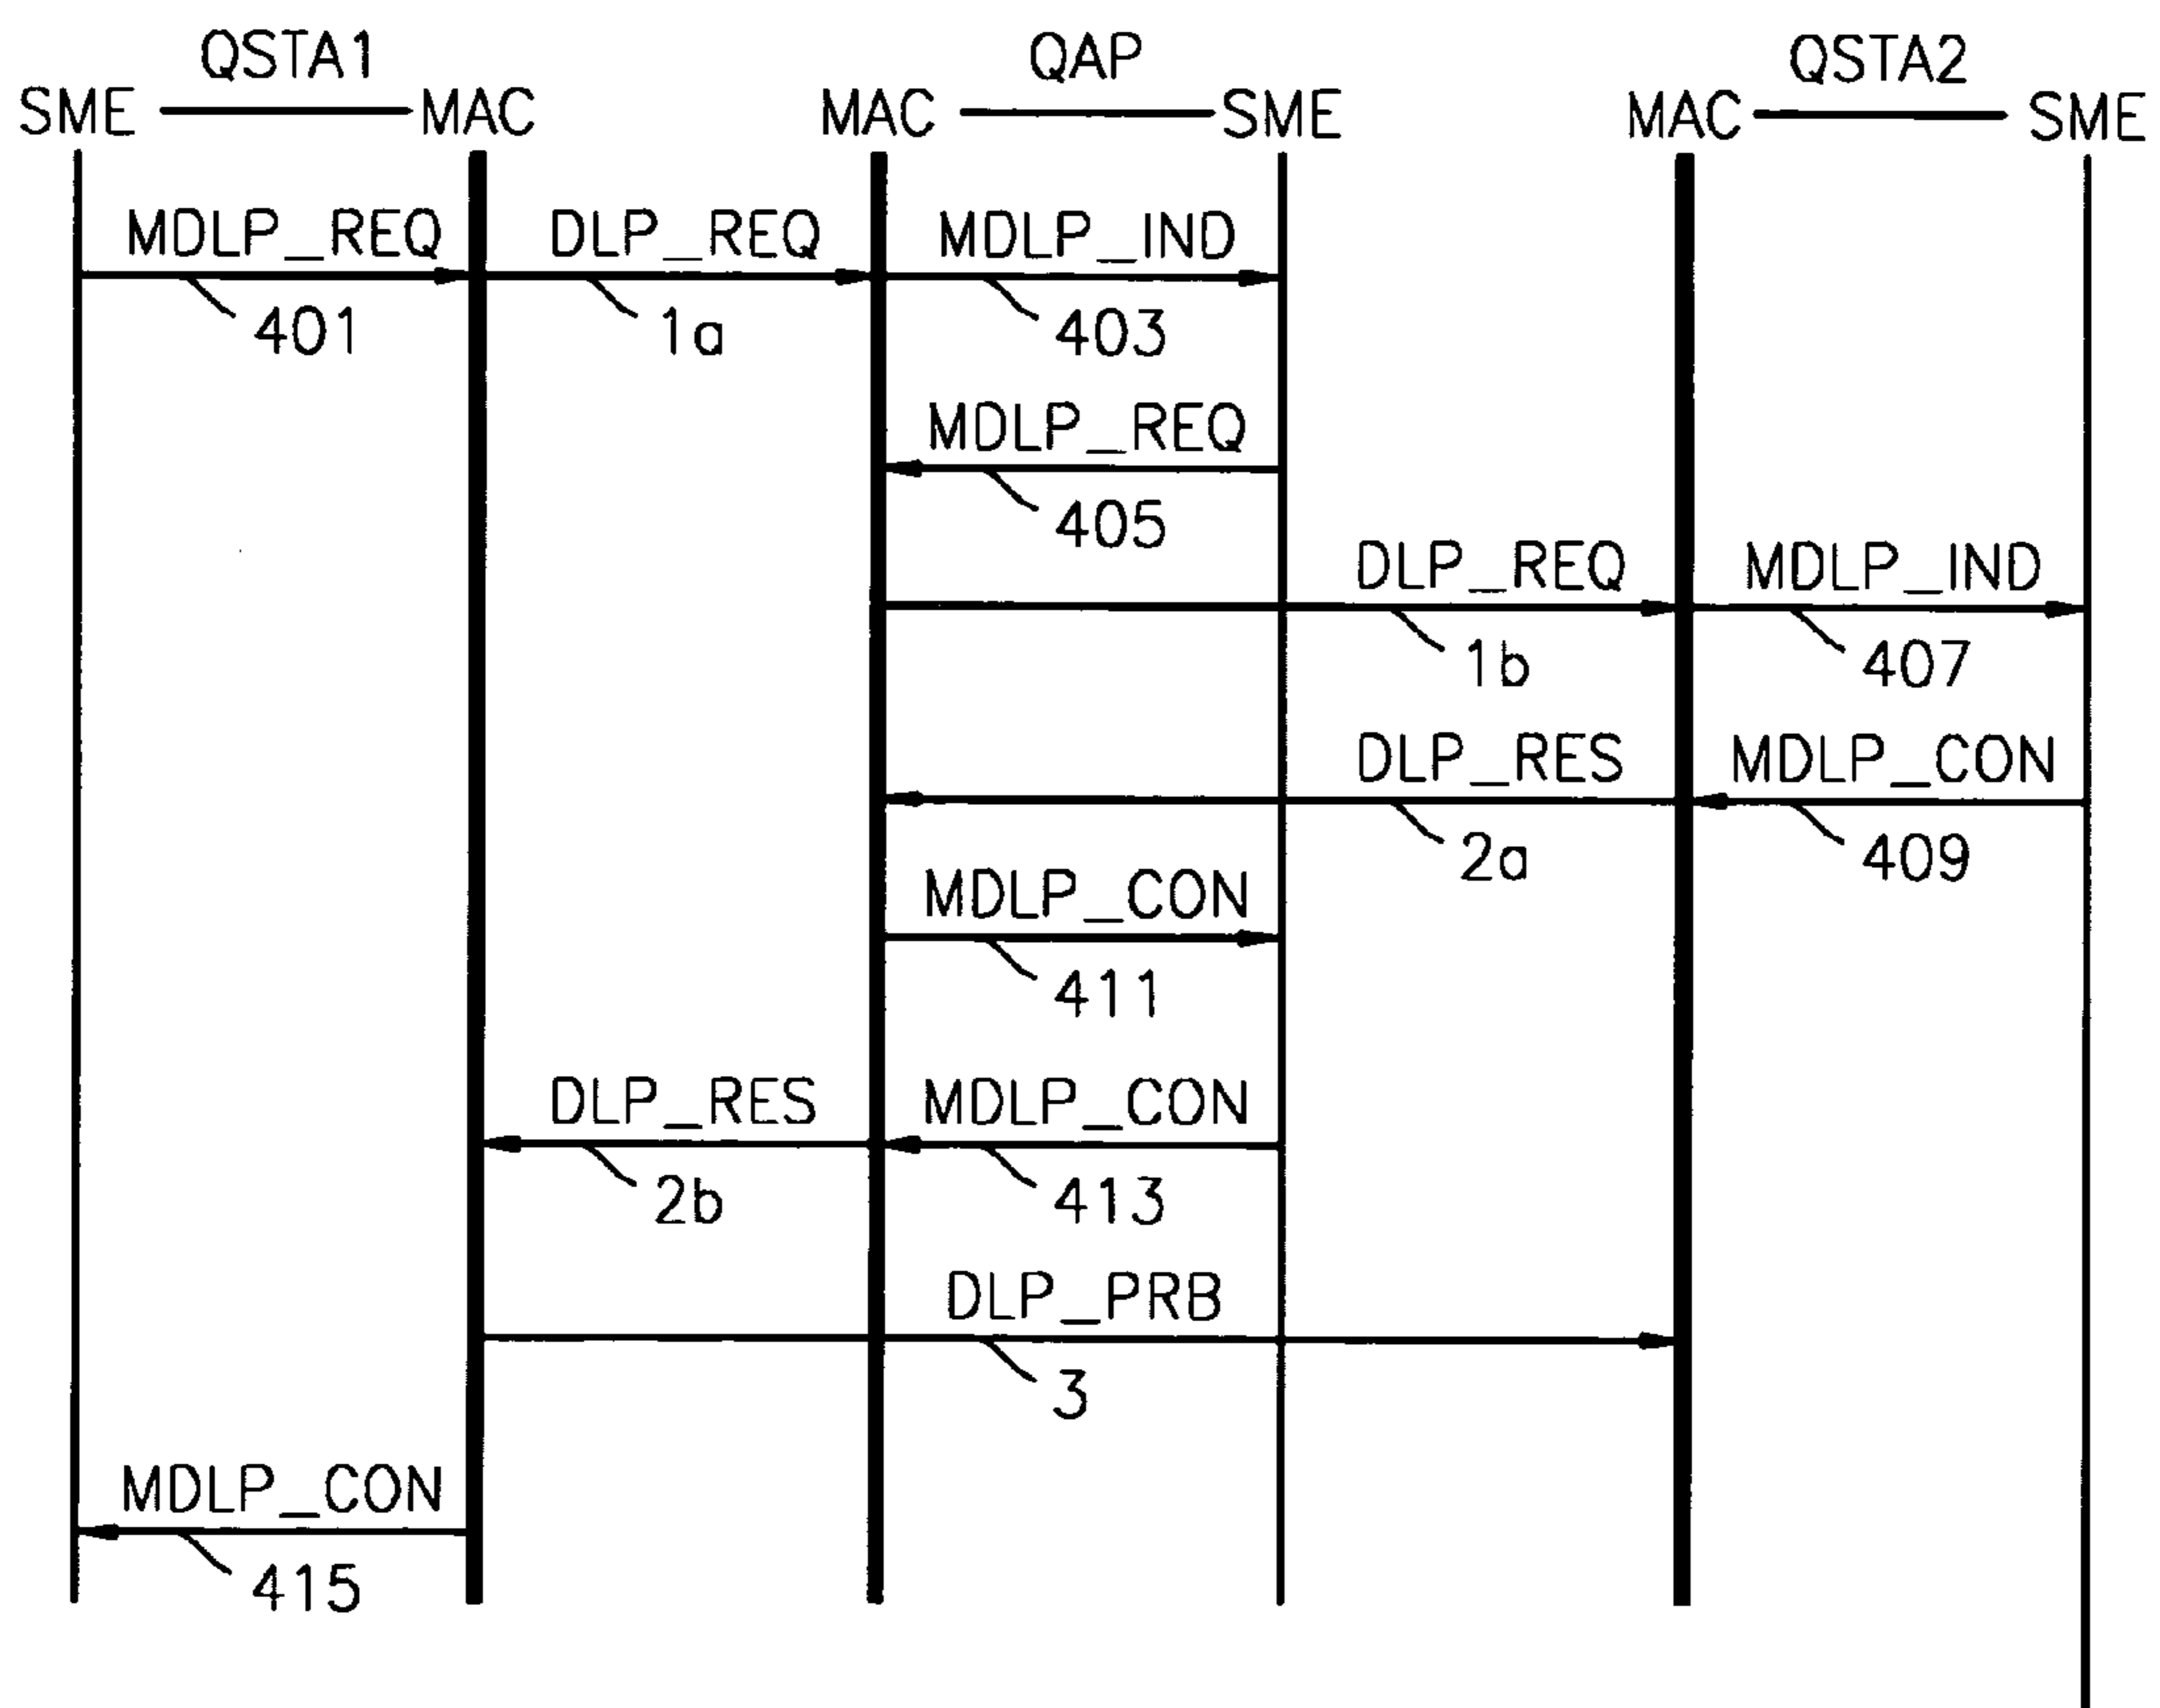 QSTA1 QAP QSTA2
SME MAC MAC SME MAC SME
MDLP_REQ DLP_REQ MDLP_IND
401 1a 403
MDLP_REQ
405
DLP_REQ MDLP_IND
1b 407
DLP_RES MDLP_CON
2a 409
MDLP_CON
411
DLP_RES MDLP_CON
2b 413
DLP_PRB
3
MDLP_CON
415